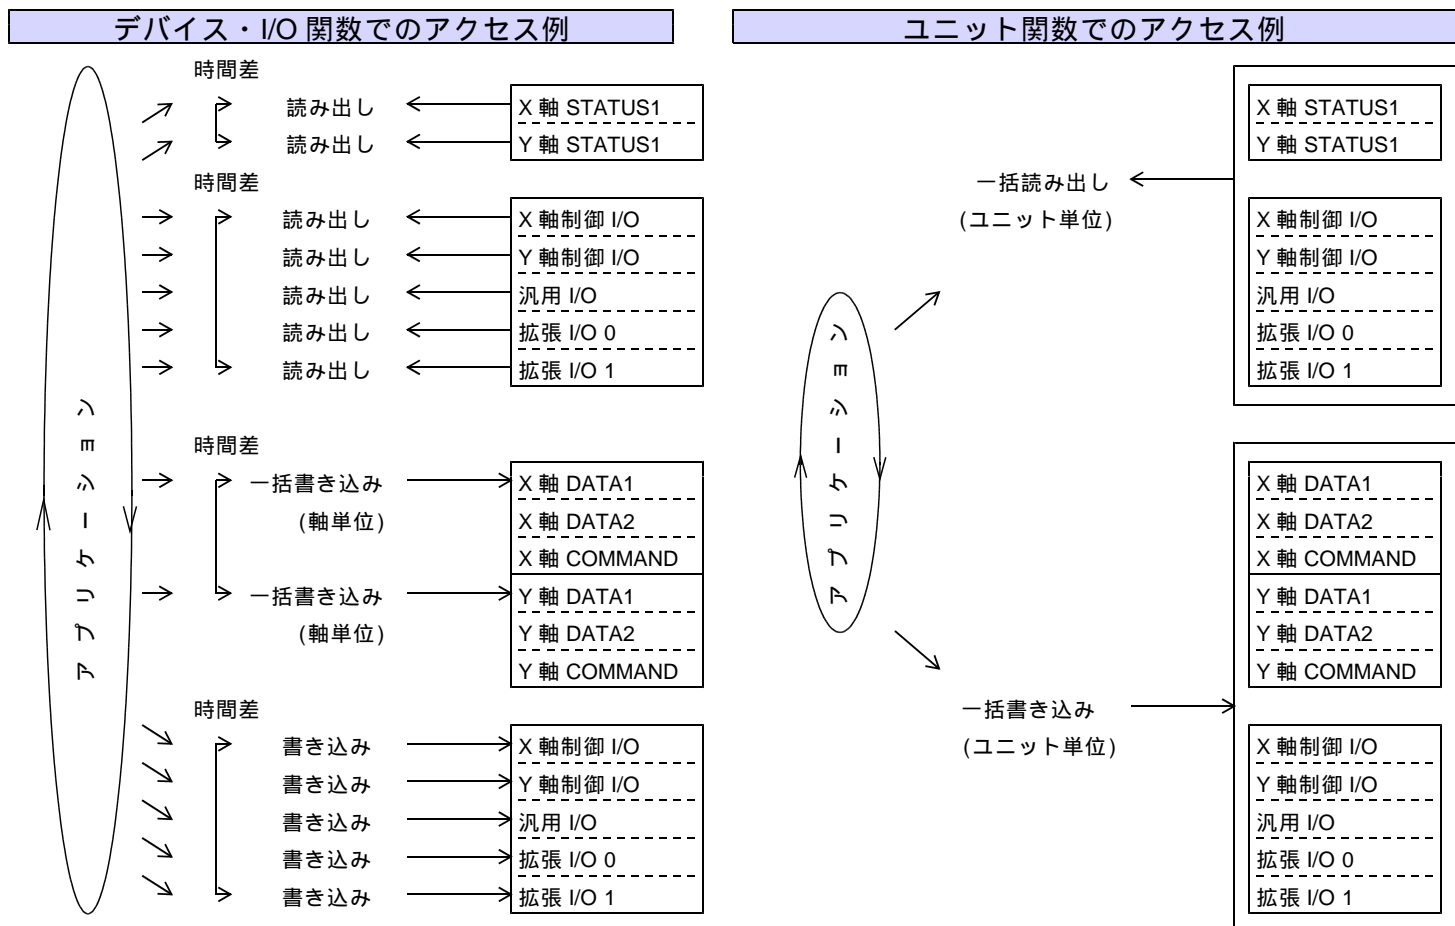 デバイス・I/O 関数でのアクセス例
時間差
読み出し
X 軸 STATUS1
読み出し
Y 軸 STATUS1
時間差
読み出し
X 軸制御 I/O
読み出し
Y 軸制御 I/O
読み出し
汎用 I/O
読み出し
拡張 I/O 0
読み出し
拡張 I/O 1
アプリケーション
時間差
一括書き込み
(軸単位)
X 軸 DATA1
X 軸 DATA2
X 軸 COMMAND
一括書き込み
(軸単位)
Y 軸 DATA1
Y 軸 DATA2
Y 軸 COMMAND
時間差
書き込み
X 軸制御 I/O
書き込み
Y 軸制御 I/O
書き込み
汎用 I/O
書き込み
拡張 I/O 0
書き込み
拡張 I/O 1
ユニット関数でのアクセス例
アプリケーション
一括読み出し
(ユニット単位)
X 軸 STATUS1
Y 軸 STATUS1
X 軸制御 I/O
Y 軸制御 I/O
汎用 I/O
拡張 I/O 0
拡張 I/O 1
一括書き込み
(ユニット単位)
X 軸 DATA1
X 軸 DATA2
X 軸 COMMAND
Y 軸 DATA1
Y 軸 DATA2
Y 軸 COMMAND
X 軸制御 I/O
Y 軸制御 I/O
汎用 I/O
拡張 I/O 0
拡張 I/O 1